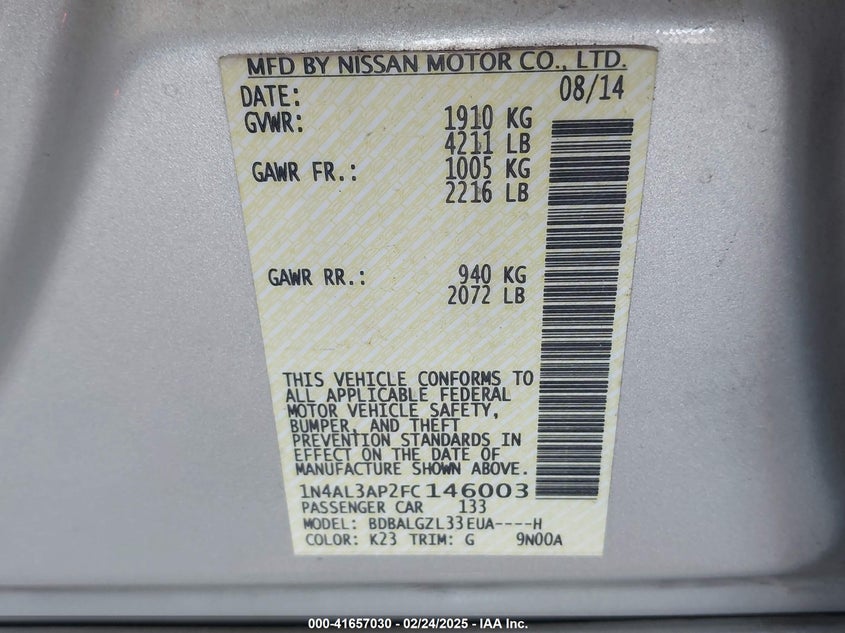 MFD BY NISSAN MOTOR CO., LTD.
DATE: 08/14
GVWR: 1910 KG
4211 LB
GAWR FR.: 1005 KG
2216 LB
GAWR RR.: 940 KG
2072 LB
THIS VEHICLE CONFORMS TO
ALL APPLICABLE FEDERAL
MOTOR VEHICLE SAFETY,
BUMPER, AND THEFT
PREVENTION STANDARDS IN
EFFECT ON THE DATE OF
MANUFACTURE SHOWN ABOVE.
1N4AL3AP2FC146003
PASSENGER CAR 133
MODEL: BDBALGZL33EUA----H
COLOR: K23 TRIM: G 9N00A
000-41657030 - 02/24/2025 - IAA Inc.